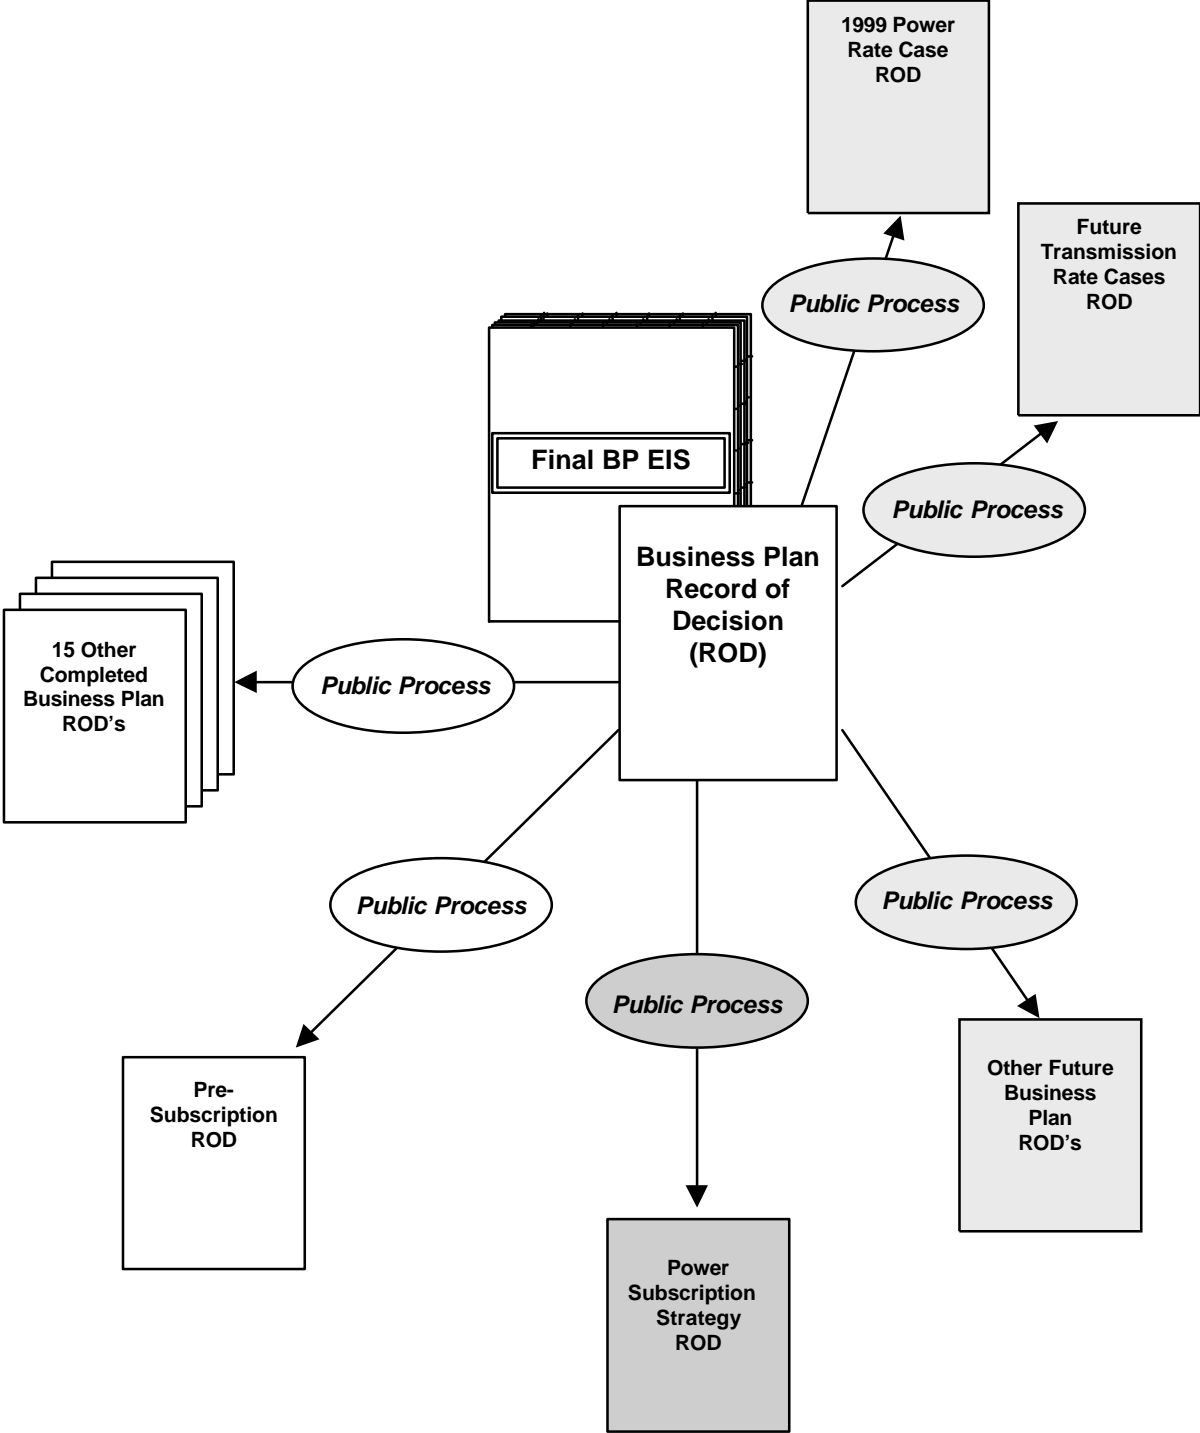 1999 Power
Rate Case
ROD
Future
Transmission
Rate Cases
ROD
Public Process
Final BP EIS
Public Process
Business Plan
Record of
Decision
(ROD)
15 Other
Completed
Business Plan
ROD's
Public Process
Public Process
Public Process
Public Process
Pre-
Subscription
ROD
Other Future
Business
Plan
ROD's
Power
Subscription
Strategy
ROD